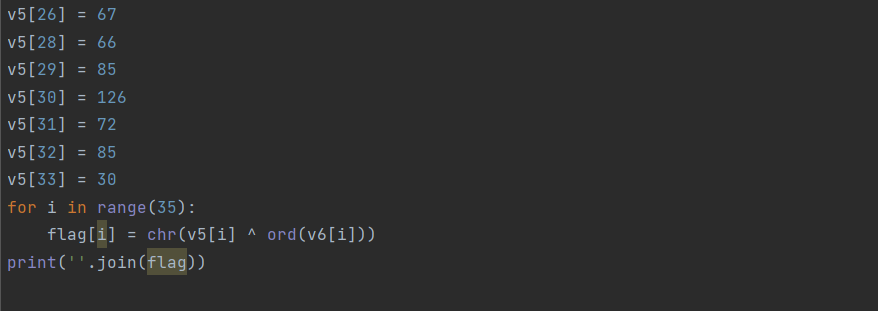 v5[26] = 67
v5[28] = 66
v5[29] = 85
v5[30] = 126
v5[31] = 72
v5[32] = 85
v5[33] = 30
for i in range(35):
    flag[i] = chr(v5[i] ^ ord(v6[i]))
print(''.join(flag))